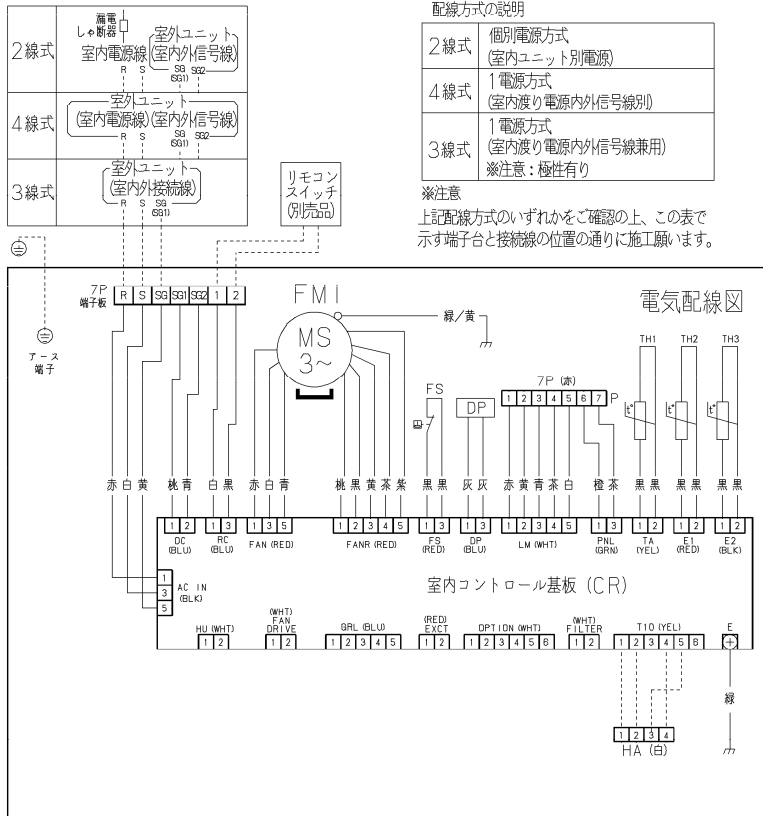 2線式
漏電
しゃ断器
室内電源線
室外ユニット
(室内外信号線)
R S SG SG2
(SG1)
4線式
室外ユニット
(室内電源線)(室内外信号線)
R S SG SG2
(SG1)
3線式
室外ユニット
(室内外接続線)
R S SG
(SG1)
リモコン
スイッチ
(別売品)
配線方式の説明
2線式
個別電源方式
(室内ユニット別電源)
4線式
1電源方式
(室内渡り電源内外信号線別)
3線式
1電源方式
(室内渡り電源内外信号線兼用)
※注意:極性有り
※注意
上記配線方式のいずれかをご確認の上、この表で
示す端子台と接続線の位置の通りに施工願います。
電気配線図
アース
端子
7P
端子板
R S SG SG1 SG2 1 2
FMI
MS
3~
緑/黄
FS
DP
7P (赤)
1 2 3 4 5 6 7 P
TH1 TH2 TH3
t° t° t°
赤 白 黄 桃 青 白 黒 赤 白 青 桃 黒 黄 茶 紫 黒 黒 灰 灰 赤 黄 青 茶 白 橙 茶 黒 黒 黒 黒 黒 黒
1 2 1 3 1 3 5 1 2 3 4 5 1 3 1 3 1 2 3 4 5 1 2 1 2 1 2 1 2
DC
(BLU)
RC
(BLU)
FAN (RED)
FANR (RED)
FS
(RED)
DP
(BLU)
LM (WHT)
PNL
(GRN)
TA
(YEL)
E1
(RED)
E2
(BLK)
1
3
5
AC IN
(BLK)
室内コントロール基板(CR)
HU (WHT)
1 2
(WHT)
FAN
DRIVE
1 2
GRL (BLU)
1 2 3 4 5
(RED)
EXCT
1 2
OPTION (WHT)
1 2 3 4 5 6
(WHT)
FILTER
1 2
T10 (YEL)
1 2 3 4 5 6
E
緑
1 2 3 4
HA (白)